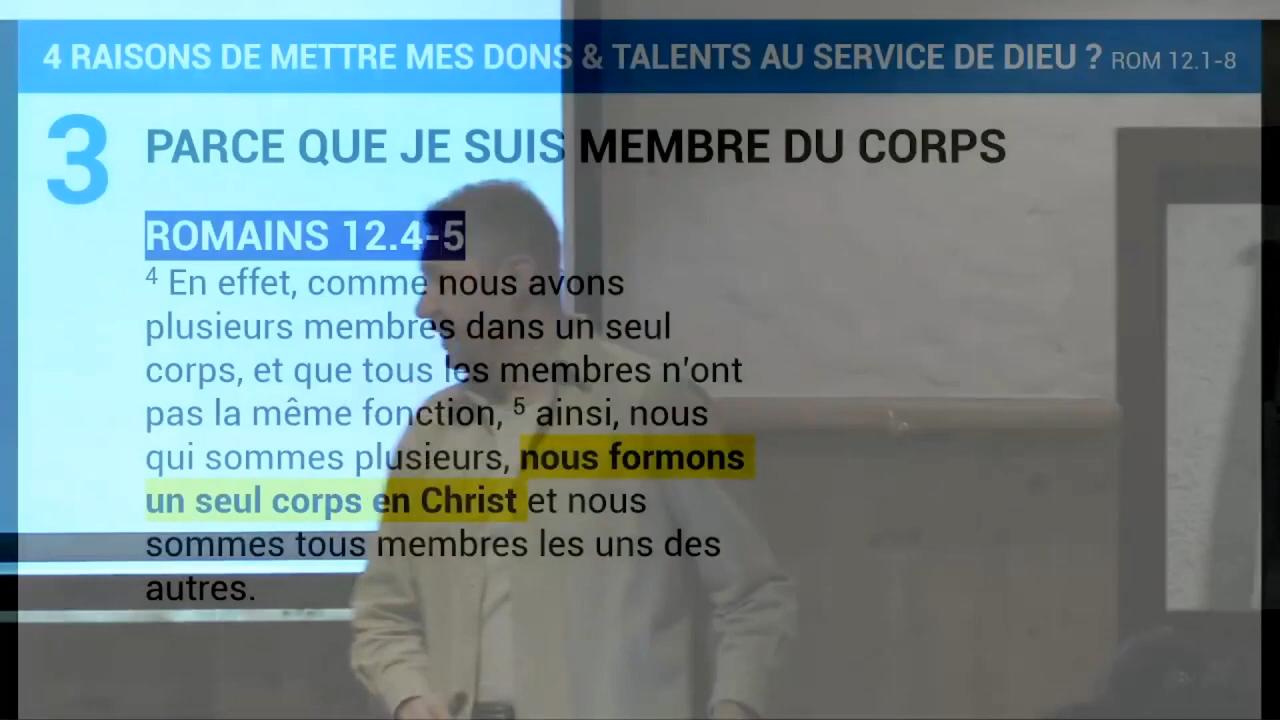 4 RAISONS DE METTRE MES DONS & TALENTS AU SERVICE DE DIEU ? ROM 12.1-8
3 PARCE QUE JE SUIS MEMBRE DU CORPS
ROMAINS 12.4-5
4 En effet, comme nous avons
plusieurs membres dans un seul
corps, et que tous les membres n'ont
pas la même fonction, 5 ainsi, nous
qui sommes plusieurs, nous formons
un seul corps en Christ et nous
sommes tous membres les uns des
autres.